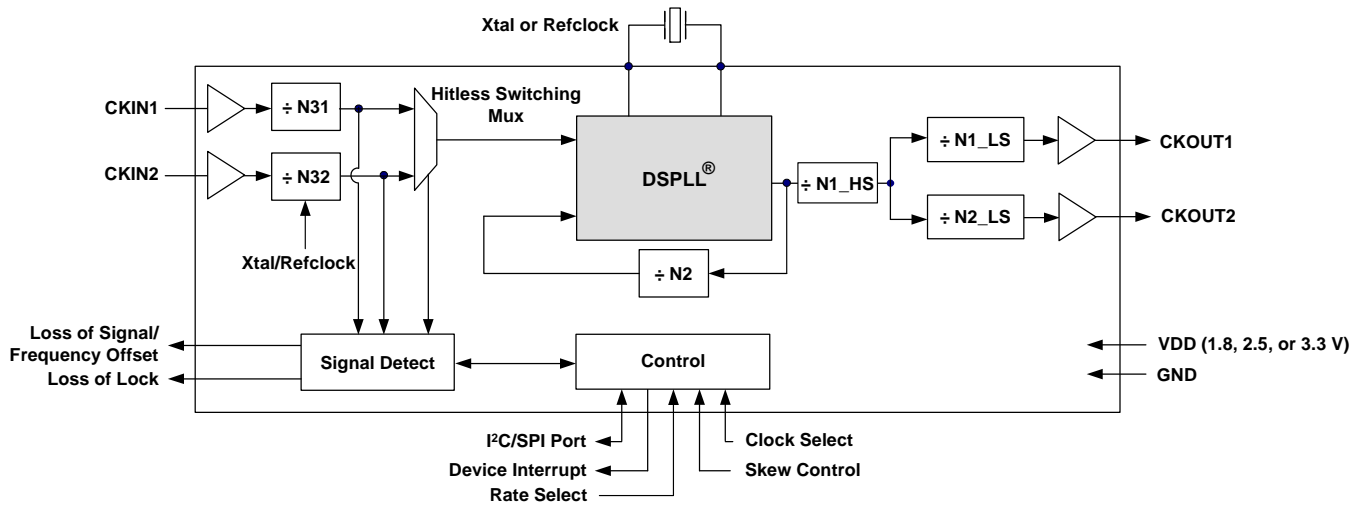 Xtal or Refclock
CKIN1
÷ N31
Hitless Switching
Mux
CKIN2
÷ N32
Xtal/Refclock
DSPLL®
÷ N1_HS
÷ N1_LS
CKOUT1
÷ N2_LS
CKOUT2
÷ N2
Loss of Signal/
Frequency Offset
Loss of Lock
Signal Detect
Control
VDD (1.8, 2.5, or 3.3 V)
GND
I²C/SPI Port
Device Interrupt
Rate Select
Clock Select
Skew Control